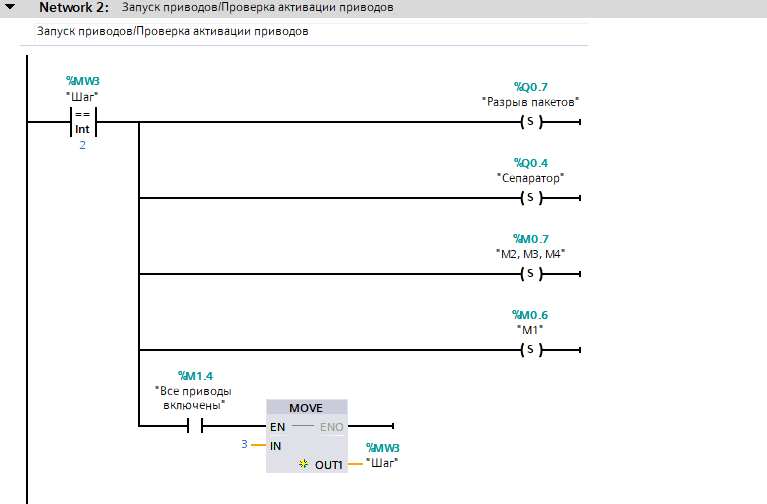 Network 2: Запуск приводов/Проверка активации приводов
Запуск приводов/Проверка активации приводов
%MW3
"Шаг"
==
Int
2
%Q0.7
"Разрыв пакетов"
S
%Q0.4
"Сепаратор"
S
%M0.7
"M2, M3, M4"
S
%M0.6
"M1"
S
%M1.4
"Все приводы
включены"
MOVE
EN ENO
3 IN
%MW3
OUT1 "Шаг"